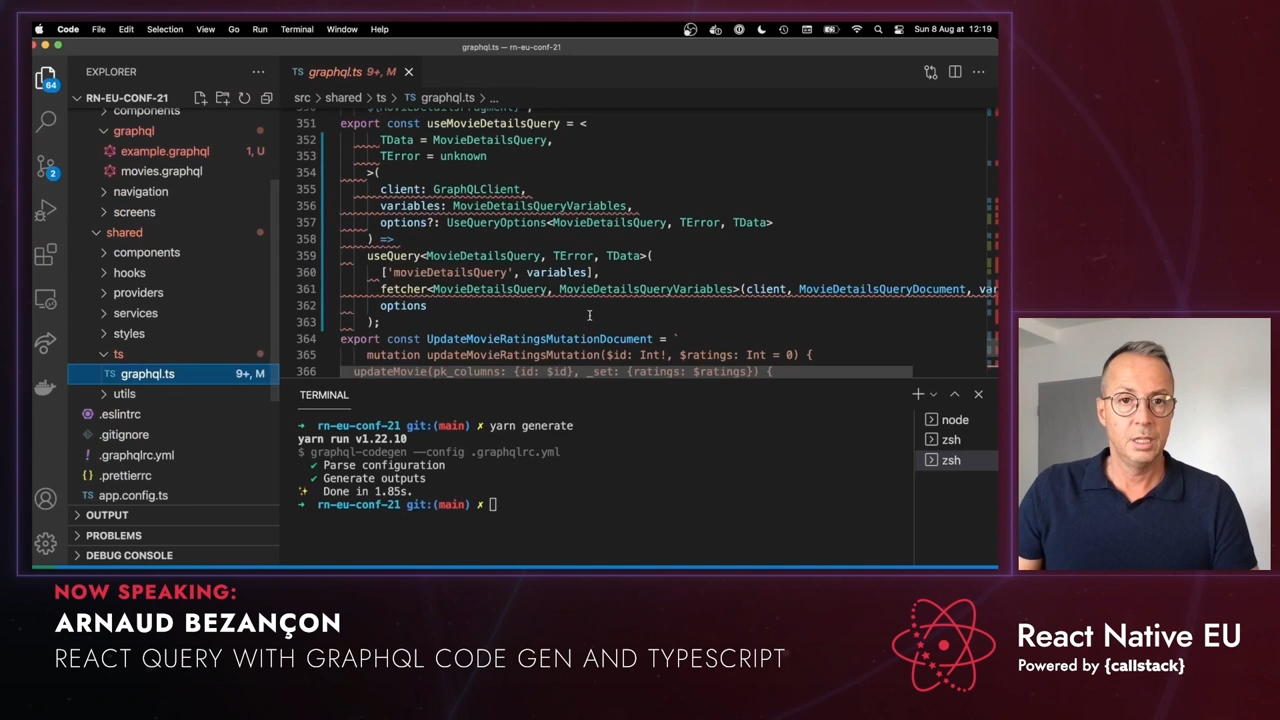 Code File Edit Selection View Go Run Terminal Window Help Sun 8 Aug at 12:19
graphql.ts — rn-eu-conf-21
EXPLORER
64
2
RN-EU-CONF-21
components
graphql
example.graphql 1, U
movies.graphql
navigation
screens
shared
components
hooks
providers
services
styles
ts
TS graphql.ts 9+, M
utils
.eslintrc
.gitignore
.graphqlrc.yml
{} .prettierrc
TS app.config.ts
OUTPUT
PROBLEMS
DEBUG CONSOLE
TS graphql.ts 9+, M
src > shared > ts > TS graphql.ts > ...
351 export const useMovieDetailsQuery = <
352 TData = MovieDetailsQuery,
353 TError = unknown
354 >(
355 client: GraphQLClient,
356 variables: MovieDetailsQueryVariables,
357 options?: UseQueryOptions<MovieDetailsQuery, TError, TData>
358 ) =>
359 useQuery<MovieDetailsQuery, TError, TData>(
360 ['movieDetailsQuery', variables],
361 fetcher<MovieDetailsQuery, MovieDetailsQueryVariables>(client, MovieDetailsQueryDocument, var
362 options
363 );
364 export const UpdateMovieRatingsMutationDocument = `
365 mutation updateMovieRatingsMutation($id: Int!, $ratings: Int = 0) {
366 updateMovie(pk_columns: {id: $id}, _set: {ratings: $ratings}) {
TERMINAL
➜ rn-eu-conf-21 git:(main) ✗ yarn generate
yarn run v1.22.10
$ graphql-codegen --config .graphqlrc.yml
✔ Parse configuration
✔ Generate outputs
✨ Done in 1.85s.
➜ rn-eu-conf-21 git:(main) ✗
node
zsh
zsh
NOW SPEAKING:
ARNAUD BEZANÇON
REACT QUERY WITH GRAPHQL CODE GEN AND TYPESCRIPT
React Native EU
Powered by {callstack}